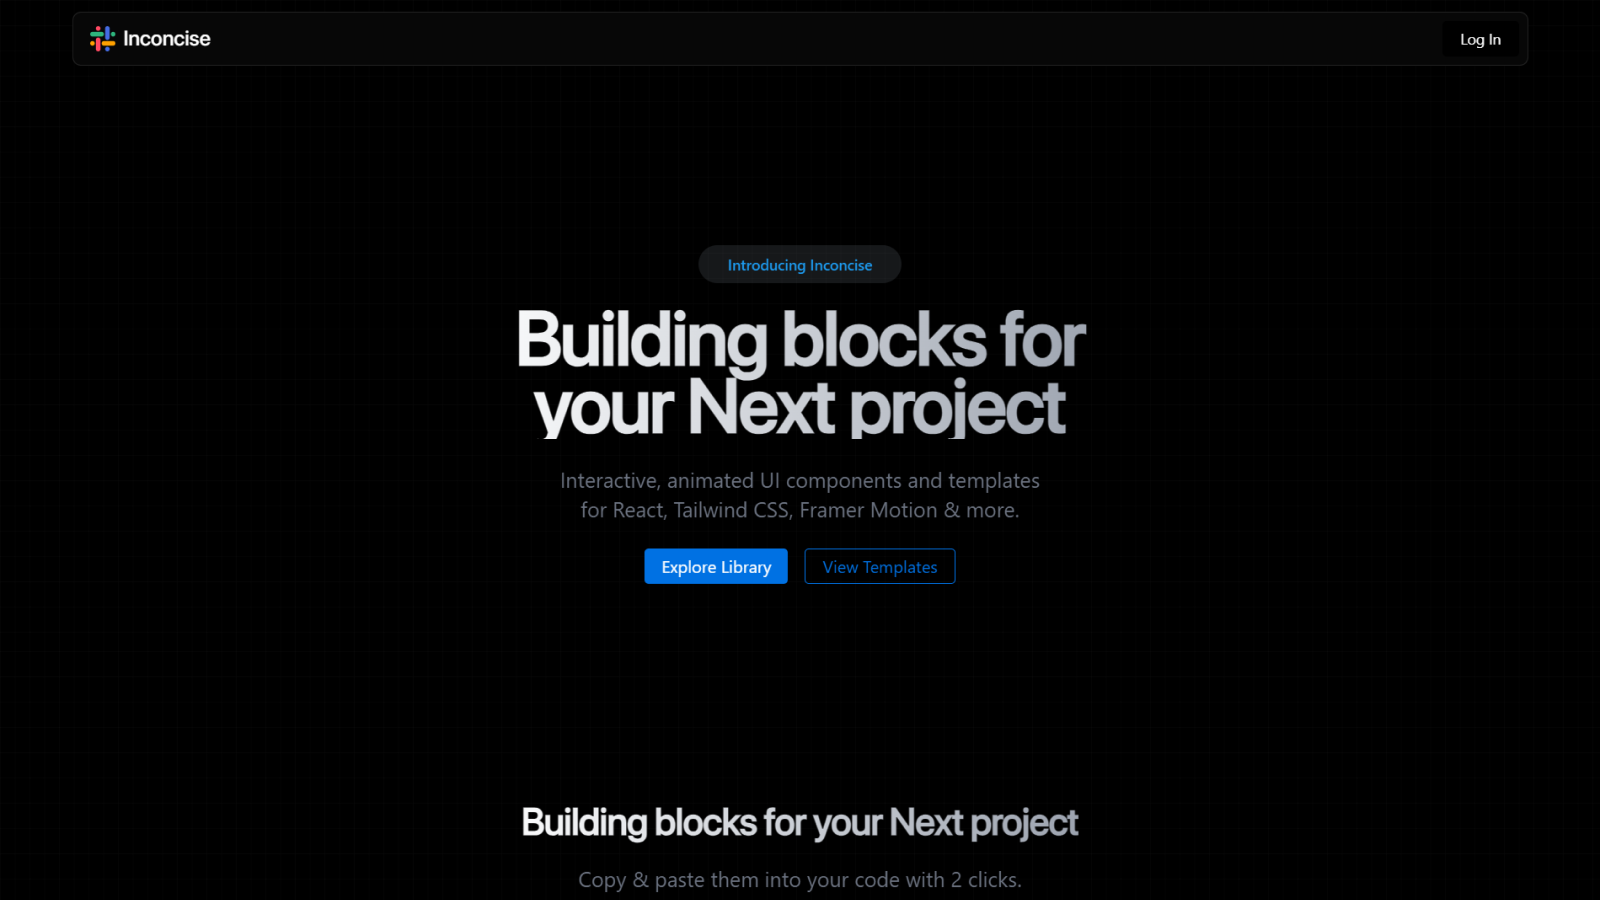 Inconcise
Log In
Introducing Inconcise
Building blocks for
your Next project
Interactive, animated UI components and templates
for React, Tailwind CSS, Framer Motion & more.
Explore Library
View Templates
Building blocks for your Next project
Copy & paste them into your code with 2 clicks.